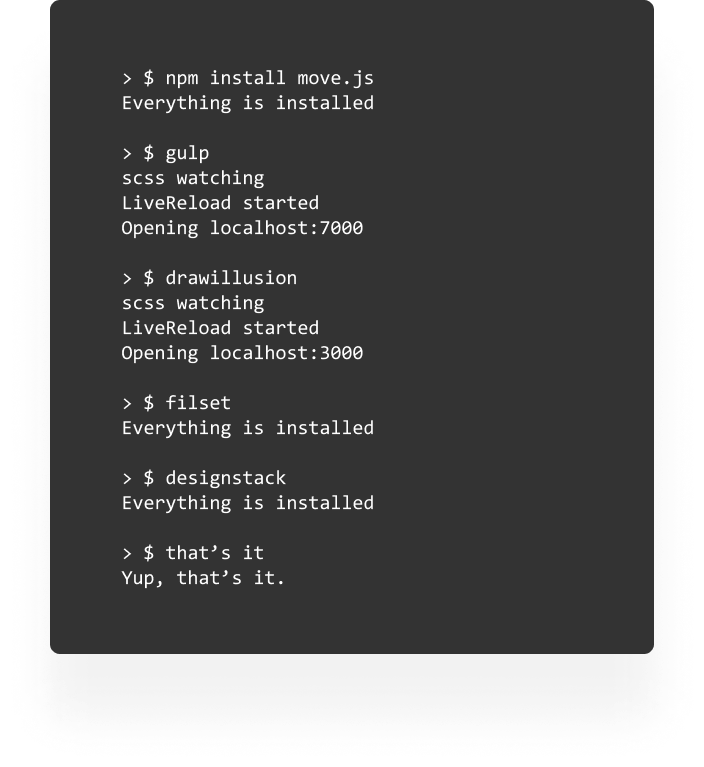 > $ npm install move.js
Everything is installed
> $ gulp
scss watching
LiveReload started
Opening localhost:7000
> $ drawillusion
scss watching
LiveReload started
Opening localhost:3000
> $ filset
Everything is installed
> $ designstack
Everything is installed
> $ that’s it
Yup, that’s it.